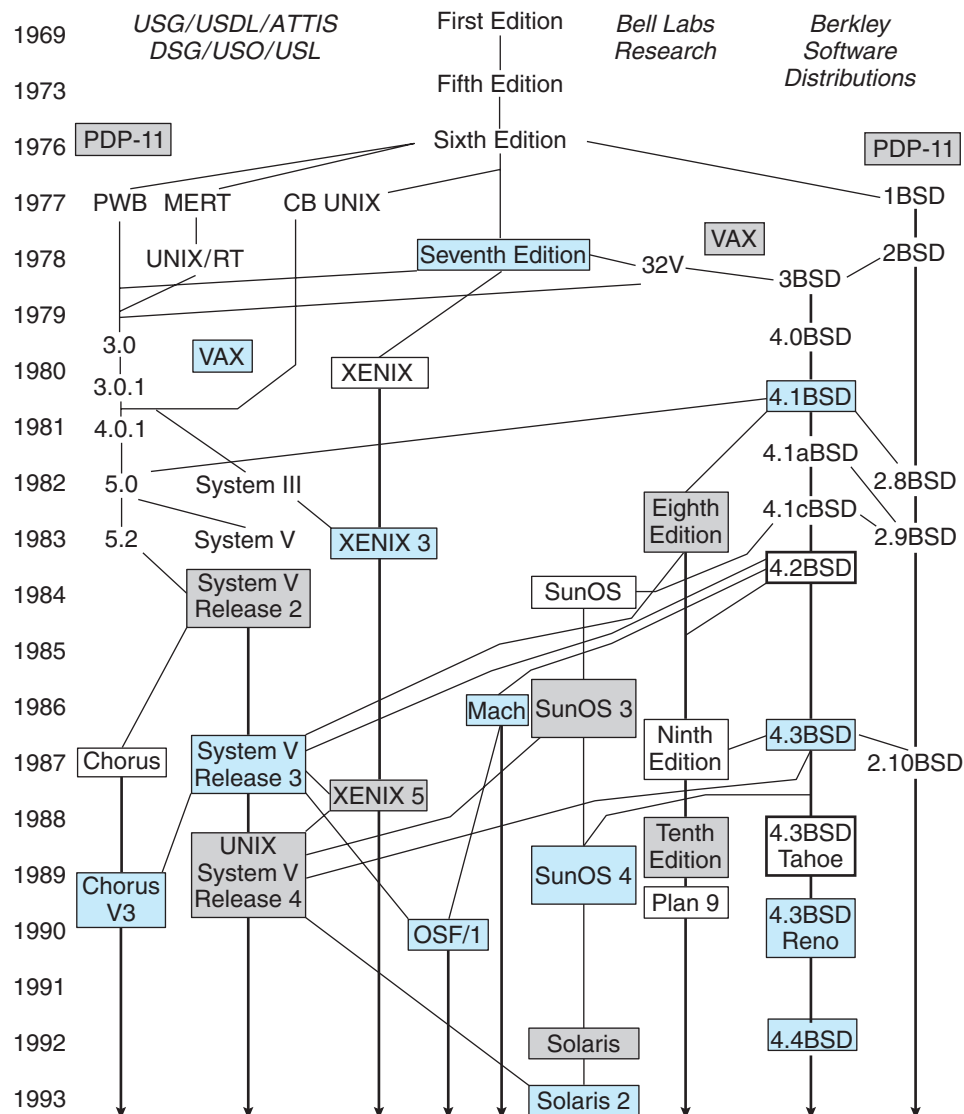 1969
USG/USDL/ATTIS
DSG/USO/USL
First Edition
Bell Labs
Research
Berkley
Software
Distributions
1973
Fifth Edition
1976
PDP-11
Sixth Edition
PDP-11
1977
PWB
MERT
CB UNIX
1BSD
1978
UNIX/RT
Seventh Edition
32V
VAX
3BSD
2BSD
1979
3.0
VAX
4.0BSD
1980
3.0.1
XENIX
4.1BSD
1981
4.0.1
4.1aBSD
1982
5.0
System III
2.8BSD
Eighth
Edition
4.1cBSD
1983
5.2
System V
XENIX 3
2.9BSD
4.2BSD
1984
System V
Release 2
SunOS
1985
1986
Mach
SunOS 3
1987
Chorus
System V
Release 3
Ninth
Edition
4.3BSD
2.10BSD
XENIX 5
1988
UNIX
System V
Release 4
Tenth
Edition
4.3BSD
Tahoe
1989
Chorus
V3
SunOS 4
Plan 9
4.3BSD
Reno
1990
OSF/1
1991
1992
Solaris
4.4BSD
1993
Solaris 2